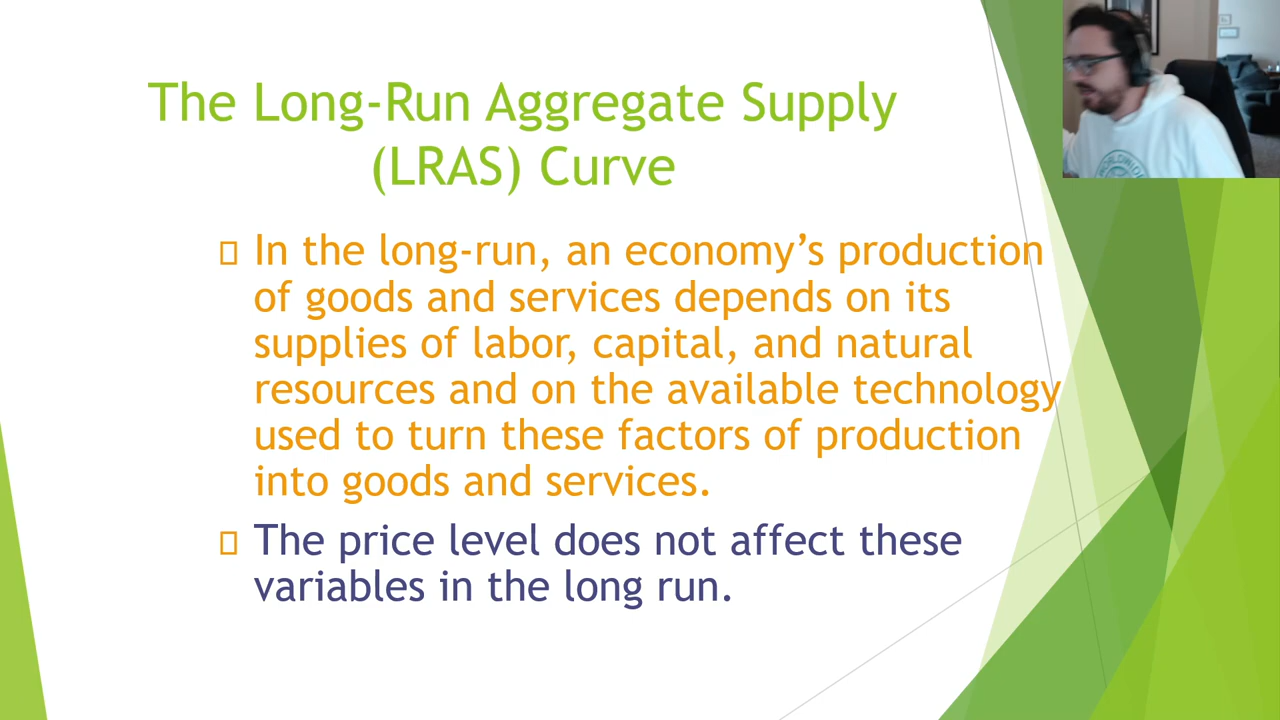 The Long-Run Aggregate Supply
(LRAS) Curve
In the long-run, an economy’s production
of goods and services depends on its
supplies of labor, capital, and natural
resources and on the available technology
used to turn these factors of production
into goods and services.
The price level does not affect these
variables in the long run.